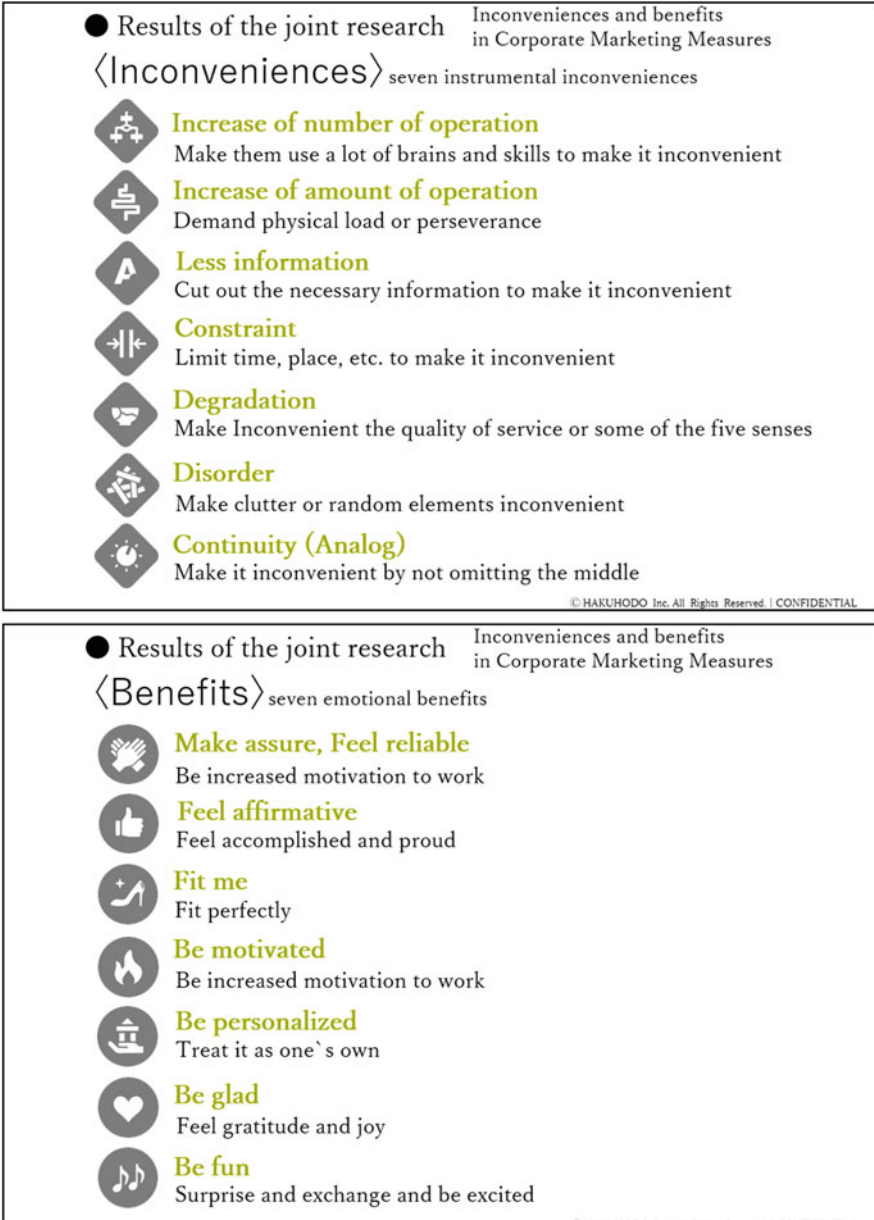 ● Results of the joint research
Inconveniences and benefits
in Corporate Marketing Measures
〈Inconveniences〉 seven instrumental inconveniences
Increase of number of operation
Make them use a lot of brains and skills to make it inconvenient
Increase of amount of operation
Demand physical load or perseverance
Less information
Cut out the necessary information to make it inconvenient
Constraint
Limit time, place, etc. to make it inconvenient
Degradation
Make Inconvenient the quality of service or some of the five senses
Disorder
Make clutter or random elements inconvenient
Continuity (Analog)
Make it inconvenient by not omitting the middle
© HAKUHODO Inc. All Rights Reserved. | CONFIDENTIAL
● Results of the joint research
Inconveniences and benefits
in Corporate Marketing Measures
〈Benefits〉 seven emotional benefits
Make assure, Feel reliable
Be increased motivation to work
Feel affirmative
Feel accomplished and proud
Fit me
Fit perfectly
Be motivated
Be increased motivation to work
Be personalized
Treat it as one`s own
Be glad
Feel gratitude and joy
Be fun
Surprise and exchange and be excited